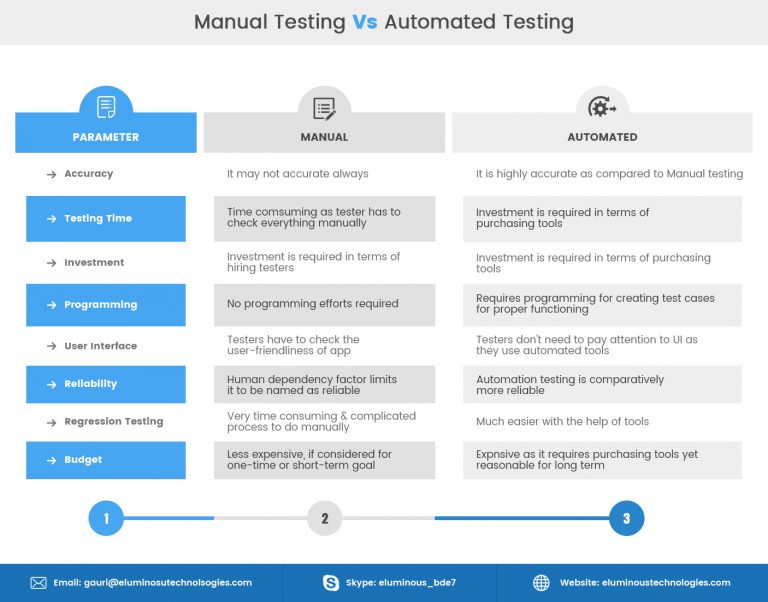 Manual Testing Vs Automated Testing
PARAMETER
MANUAL
AUTOMATED
Accuracy
It may not accurate always
It is highly accurate as compared to Manual testing
Testing Time
Time comsuming as tester has to
check everything manually
Investment is required in terms of
purchasing tools
Investment
Investment is required in terms of
hiring testers
Investment is required in terms of purchasing
tools
Programming
No programming efforts required
Requires programming for creating test cases
for proper functioning
User Interface
Testers have to check the
user-friendliness of app
Testers don't need to pay attention to UI as
they use automated tools
Reliability
Human dependency factor limits
it to be named as reliable
Automation testing is comparatively
more reliable
Regression Testing
Very time consuming & complicated
process to do manually
Much easier with the help of tools
Budget
Less expensive, if considered for
one-time or short-term goal
Expnsive as it requires purchasing tools yet
reasonable for long term
1
2
3
Email: gauri@eluminosutechnolsogies.com
Skype: eluminous_bde7
Website: eluminoustechnologies.com